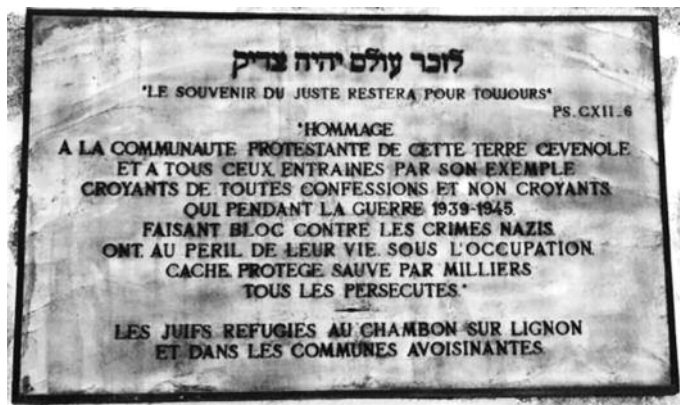 לזכר עולם יהיה צדיק
"LE SOUVENIR DU JUSTE RESTERA POUR TOUJOURS"
PS.CXII_6
"HOMMAGE
A LA COMMUNAUTE PROTESTANTE DE CETTE TERRE CEVENOLE
ET A TOUS CEUX ENTRAINES PAR SON EXEMPLE
CROYANTS DE TOUTES CONFESSIONS ET NON CROYANTS
QUI PENDANT LA GUERRE 1939-1945.
FAISANT BLOC CONTRE LES CRIMES NAZIS.
ONT. AU PERIL DE LEUR VIE. SOUS L'OCCUPATION.
CACHE. PROTEGE. SAUVE PAR MILLIERS
TOUS LES PERSECUTES."
LES JUIFS REFUGIES AU CHAMBON SUR LIGNON
ET DANS LES COMMUNES AVOISINANTES.